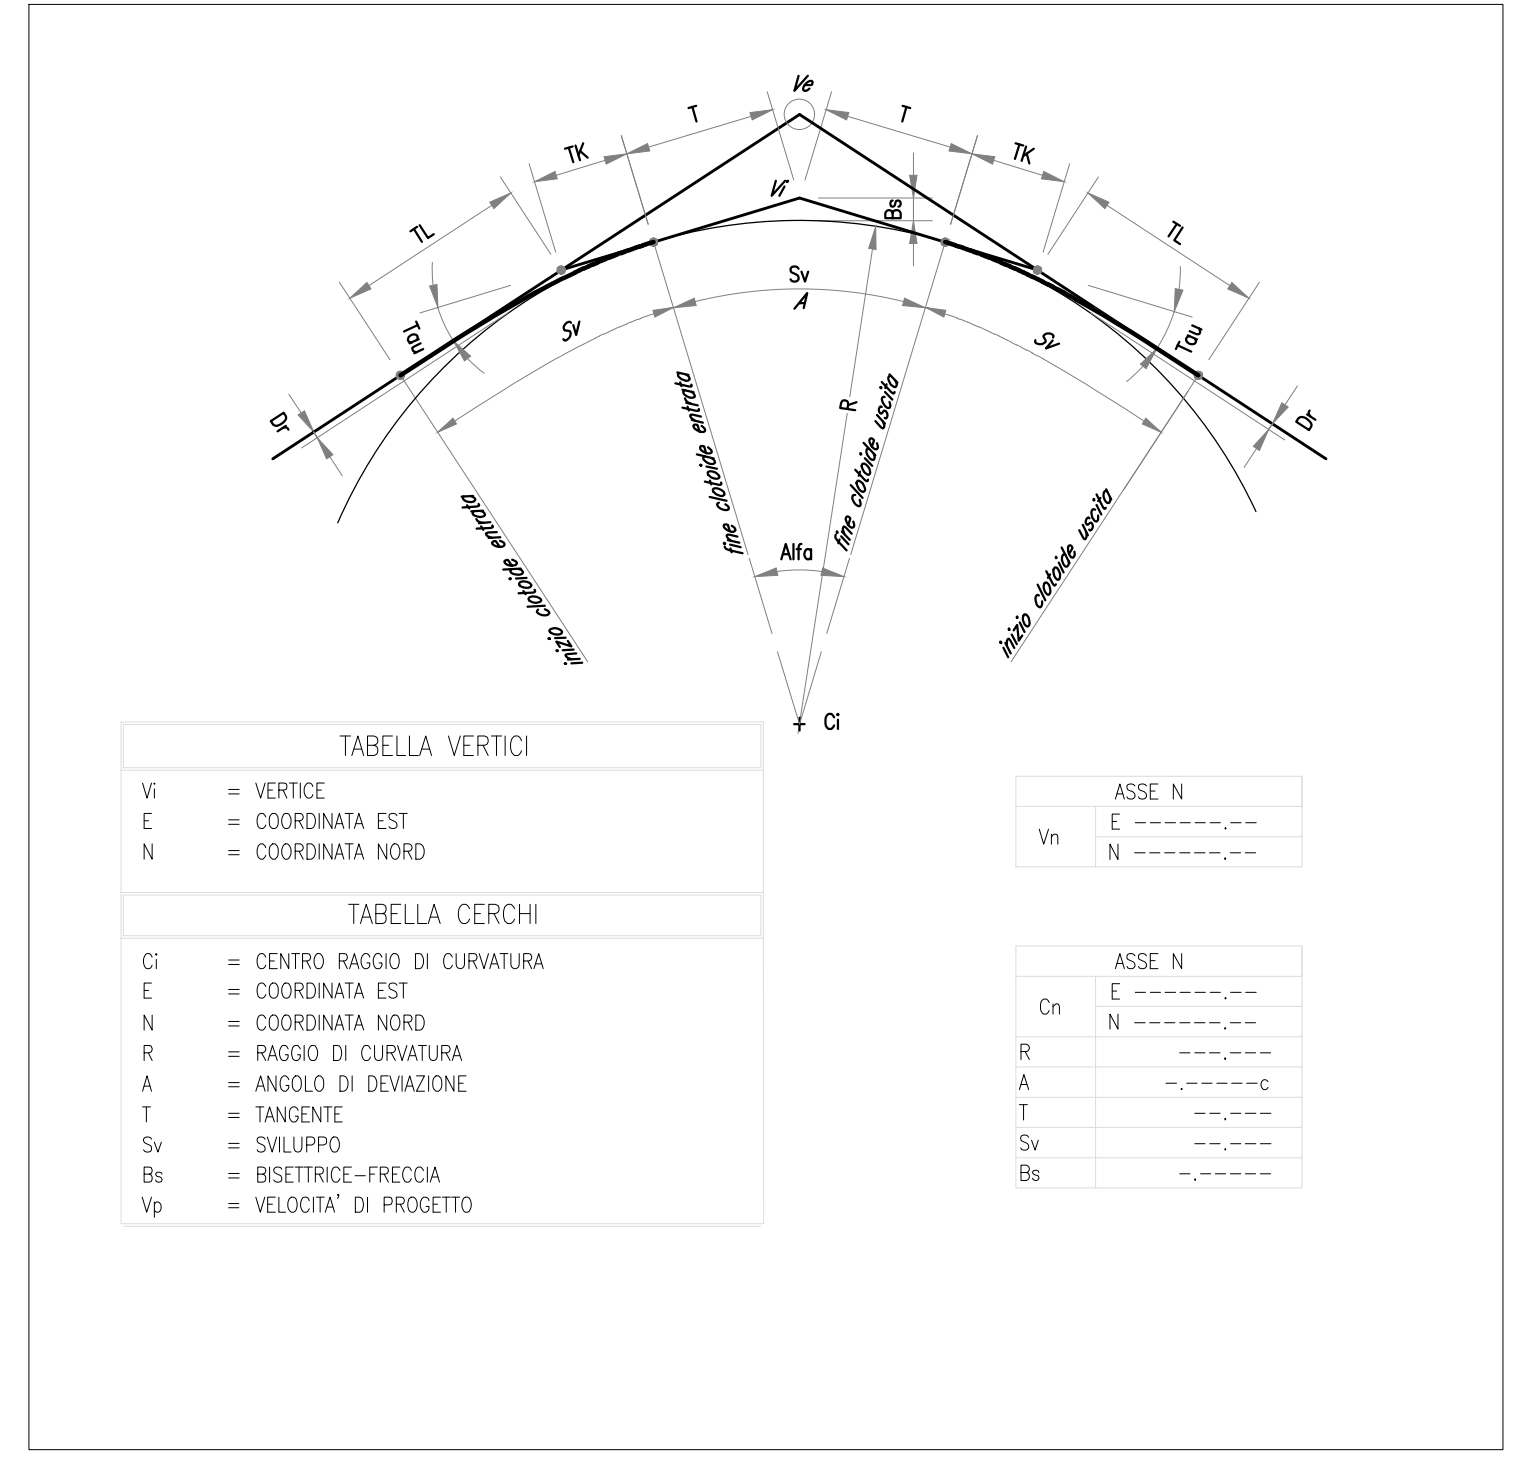 Ve
T
T
TK
TK
Vi
Bs
TL
TL
Sv
A
Sv
Sv
Tau
Tau
R
Dr
Dr
fine clotoide entrata
fine clotoide uscita
inizio clotoide entrata
inizio clotoide uscita
Alfa
Ci
TABELLA VERTICI
Vi = VERTICE
E = COORDINATA EST
N = COORDINATA NORD
TABELLA CERCHI
Ci = CENTRO RAGGIO DI CURVATURA
E = COORDINATA EST
N = COORDINATA NORD
R = RAGGIO DI CURVATURA
A = ANGOLO DI DEVIAZIONE
T = TANGENTE
Sv = SVILUPPO
Bs = BISETTRICE-FRECCIA
Vp = VELOCITA' DI PROGETTO
ASSE N
Vn
E ------.--
N ------.--
ASSE N
Cn
E ------.--
N ------.--
R ---.---
A -.-----c
T --.---
Sv --.---
Bs -.-----